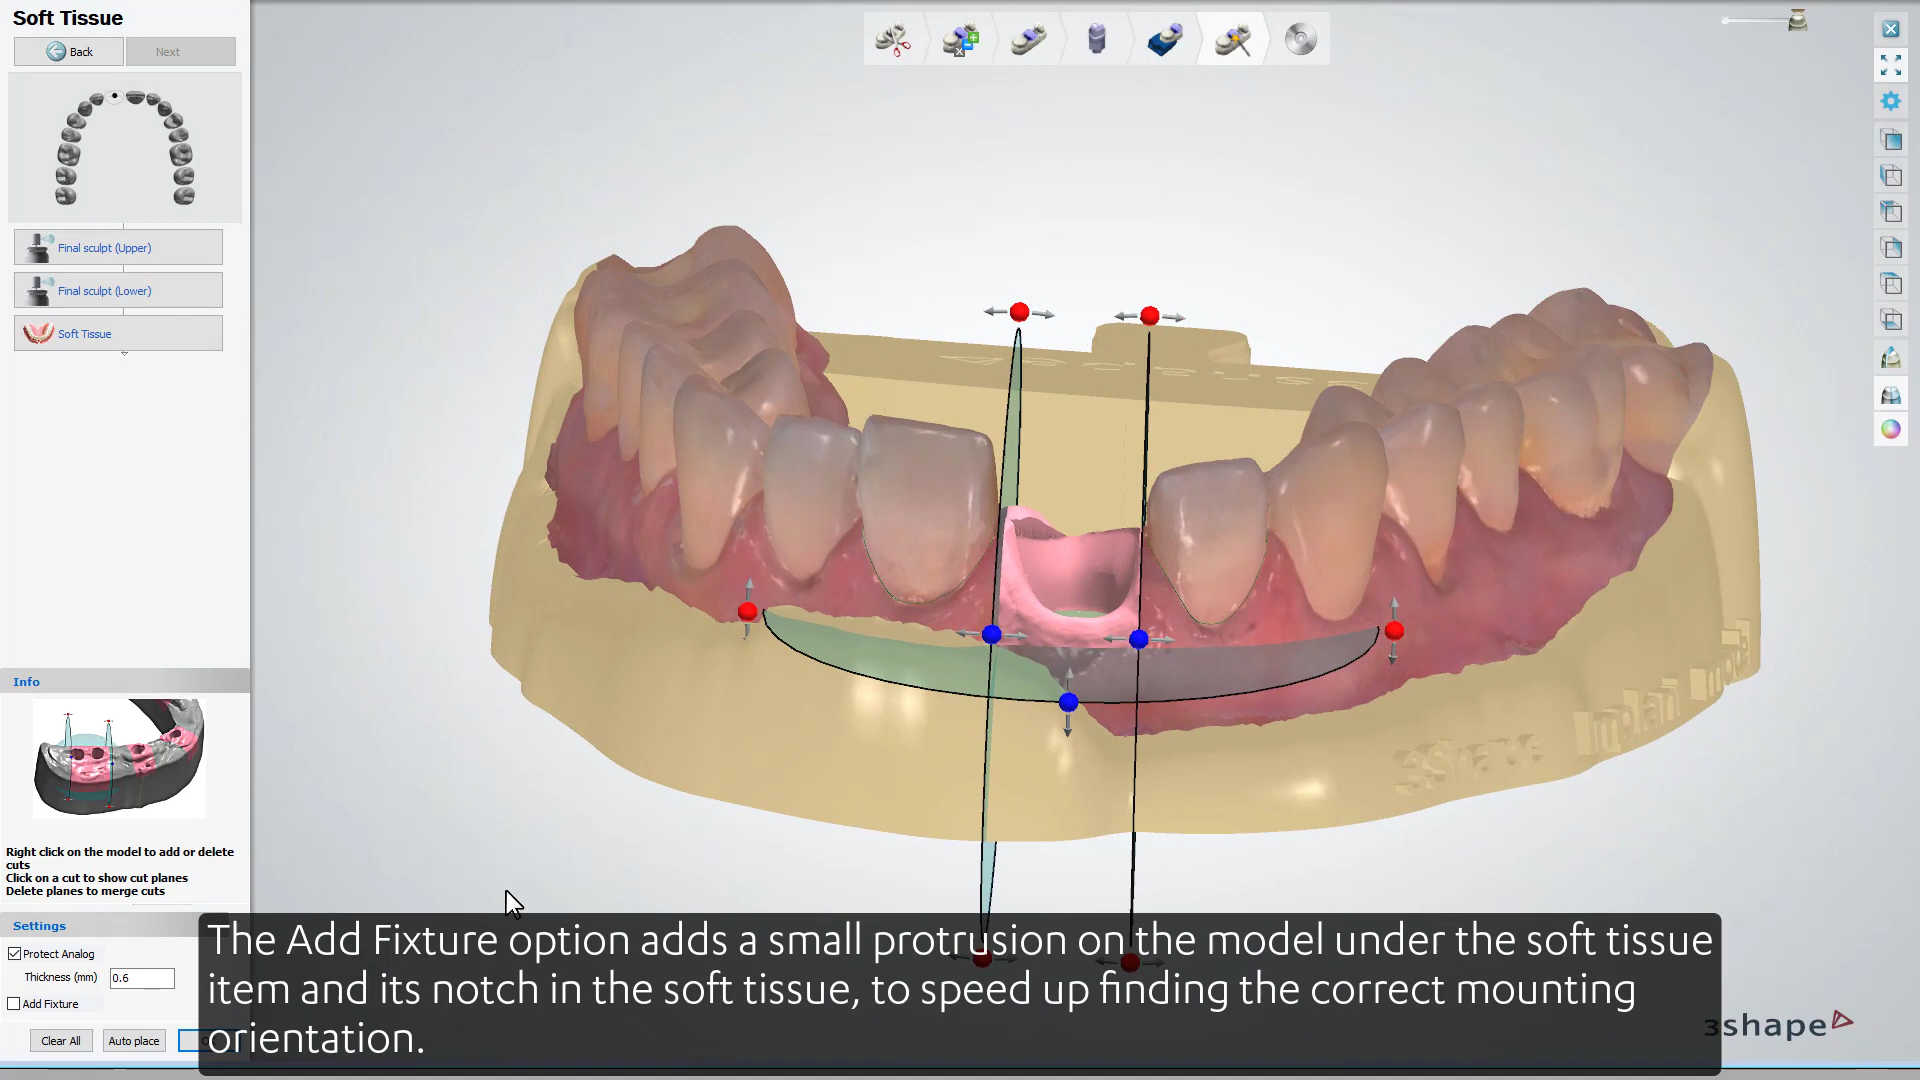 Soft Tissue
Back
Next
Final sculpt (Upper)
Final sculpt (Lower)
Soft Tissue
Info
Right click on the model to add or delete
cuts
Click on a cut to show cut planes
Delete planes to merge cuts
Settings
Protect Analog
Thickness (mm) 0.6
Add Fixture
Clear All
Auto place
The Add Fixture option adds a small protrusion on the model under the soft tissue
item and its notch in the soft tissue, to speed up finding the correct mounting
orientation.
3shape
Implant
3shape